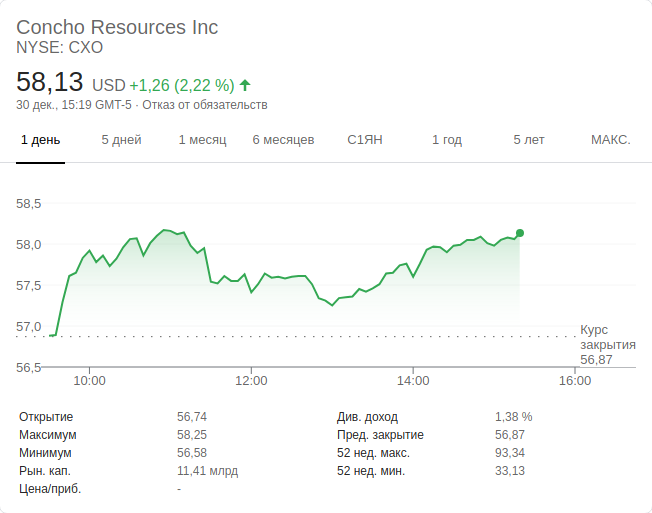 Concho Resources Inc
NYSE: CXO
58,13 USD +1,26 (2,22 %)
30 дек., 15:19 GMT-5 · Отказ от обязательств
1 день 5 дней 1 месяц 6 месяцев С1ЯН 1 год 5 лет МАКС.
58,5
58,0
57,5
57,0
Курс
закрытия
56,87
56,5
10:00 12:00 14:00 16:00
Открытие 56,74 Див. доход 1,38 %
Максимум 58,25 Пред. закрытие 56,87
Минимум 56,58 52 нед. макс. 93,34
Рын. кап. 11,41 млрд 52 нед. мин. 33,13
Цена/приб. -